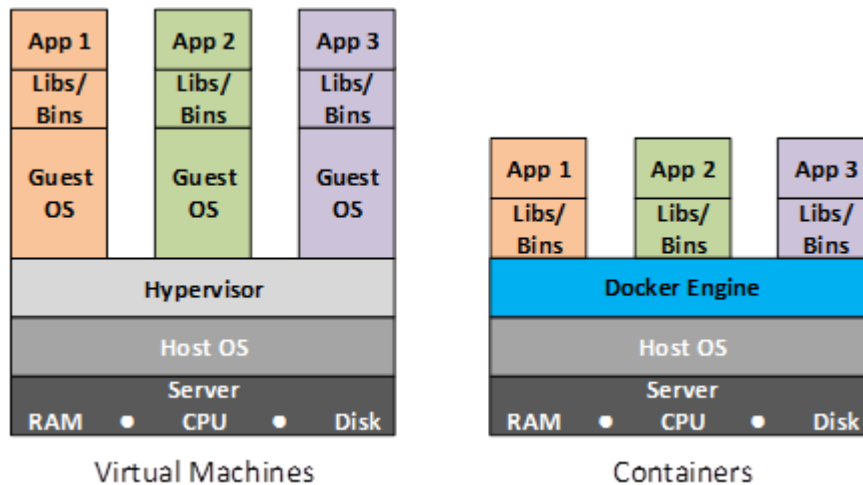 App 1
Libs/
Bins
Guest
OS
App 2
Libs/
Bins
Guest
OS
App 3
Libs/
Bins
Guest
OS
Hypervisor
Host OS
Server
RAM • CPU • Disk
Virtual Machines
App 1
Libs/
Bins
App 2
Libs/
Bins
App 3
Libs/
Bins
Docker Engine
Host OS
Server
RAM • CPU • Disk
Containers